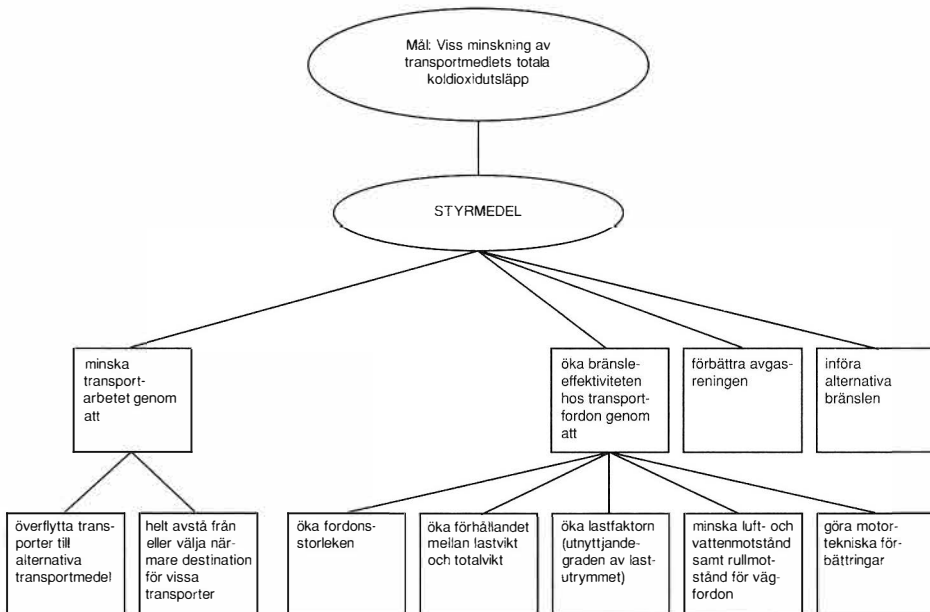 Mål: Viss minskning av
transportmedlets totala
koldioxidutsläpp
STYRMEDEL
minska
transport-
arbetet genom
att
öka bränsle-
effektiviteten
hos transport-
fordon genom
att
förbättra avgas-
reningen
införa
alternativa
bränslen
överflytta trans-
porter till
alternativa
transportmedel
helt avstå från
eller välja när-
mare destination
för vissa
transporter
öka fordons-
storleken
öka förhållandet
mellan lastvikt
och totalvikt
öka lastfaktorn
(utnyttjande-
graden av last-
utrymmet)
minska luft- och
vattenmotstånd
samt rullmot-
stånd för väg-
fordon
göra motor-
tekniska för-
bättringar